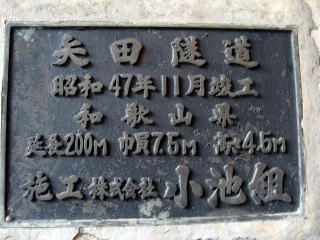 矢田隧道
昭和47年11月竣工
和歌山県
延長200m 巾員7.5m 高さ4.5m
施工 株式会社 小池組